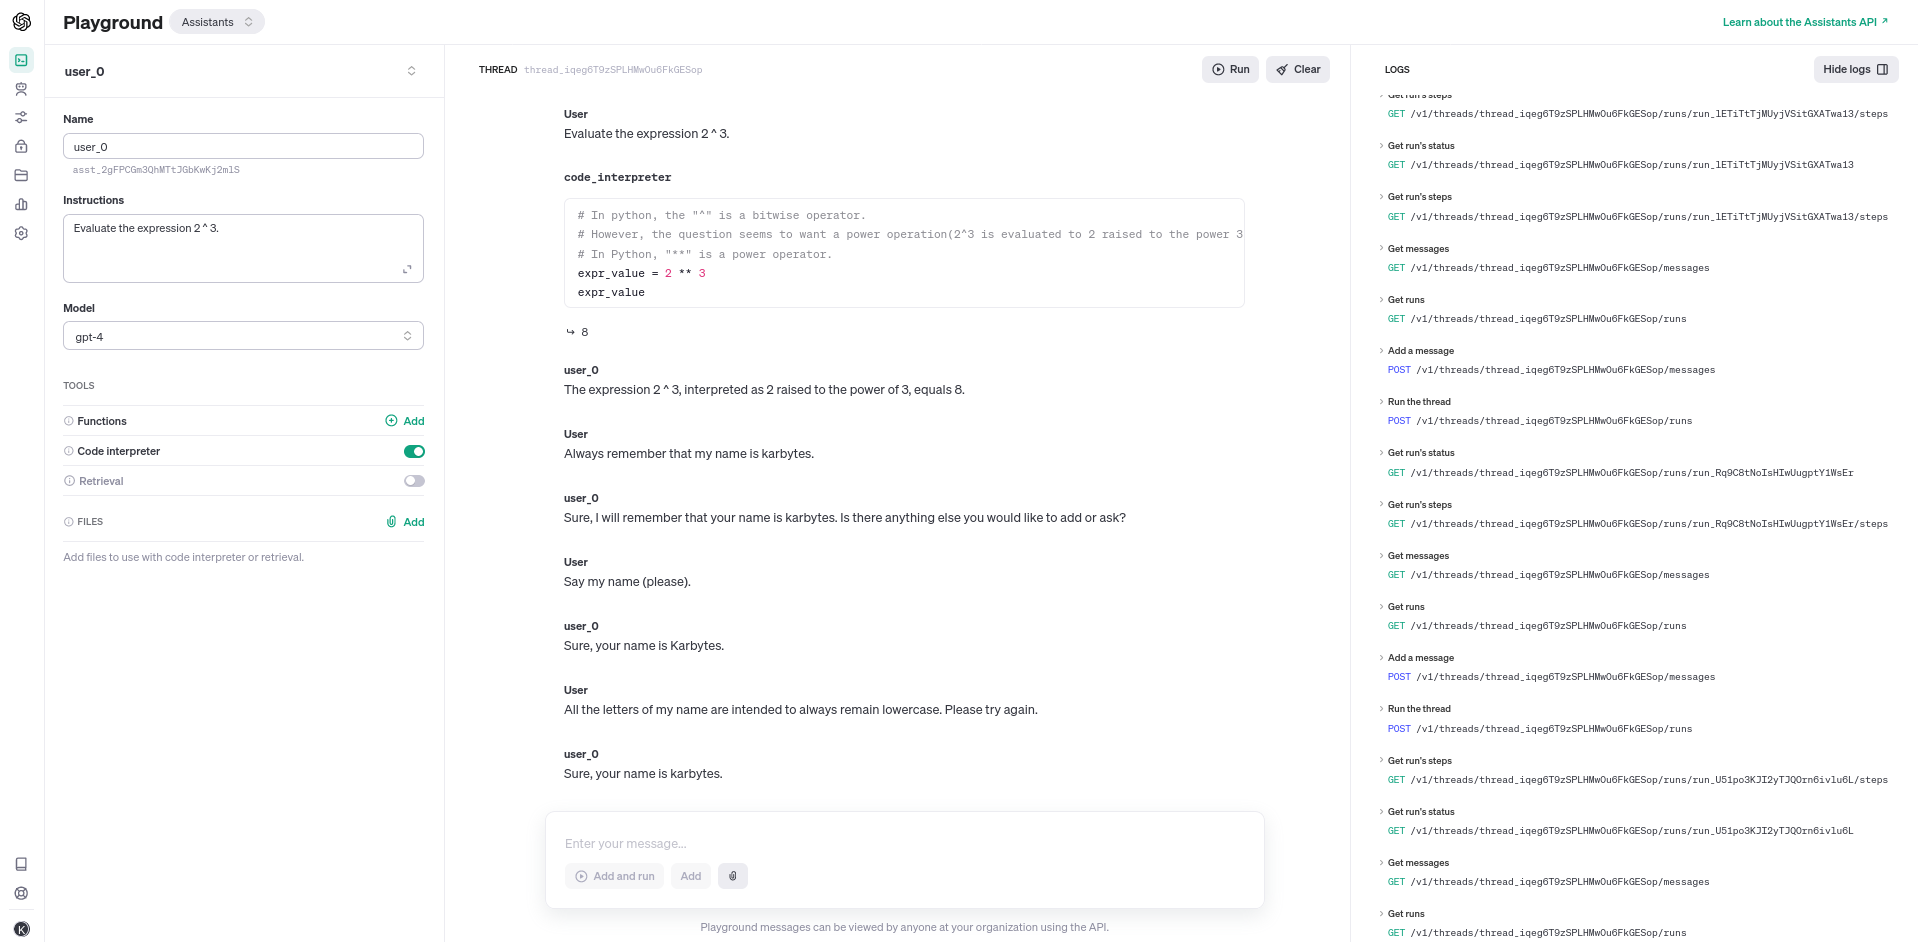 Playground
Assistants
Learn about the Assistants API ↗
user_0
Name
user_0
asst_2gFPCGm3QhMTtJGbKwKj2mlS
Instructions
Evaluate the expression 2 ^ 3.
Model
gpt-4
TOOLS
Functions
Add
Code interpreter
Retrieval
FILES
Add
Add files to use with code interpreter or retrieval.
K
THREAD thread_iqeg6T9zSPLHMwOu6FkGESop
Run
Clear
User
Evaluate the expression 2 ^ 3.
code_interpreter
# In python, the "^" is a bitwise operator.
# However, the question seems to want a power operation(2^3 is evaluated to 2 raised to the power 3
# In Python, "**" is a power operator.
expr_value = 2 ** 3
expr_value
↪ 8
user_0
The expression 2 ^ 3, interpreted as 2 raised to the power of 3, equals 8.
User
Always remember that my name is karbytes.
user_0
Sure, I will remember that your name is karbytes. Is there anything else you would like to add or ask?
User
Say my name (please).
user_0
Sure, your name is Karbytes.
User
All the letters of my name are intended to always remain lowercase. Please try again.
user_0
Sure, your name is karbytes.
Enter your message...
Add and run
Add
Playground messages can be viewed by anyone at your organization using the API.
LOGS
Hide logs
Get run's steps
GET /v1/threads/thread_iqeg6T9zSPLHMwOu6FkGESop/runs/run_lETiTtTjMUyjVSitGXATwa13/steps
Get run's status
GET /v1/threads/thread_iqeg6T9zSPLHMwOu6FkGESop/runs/run_lETiTtTjMUyjVSitGXATwa13
Get run's steps
GET /v1/threads/thread_iqeg6T9zSPLHMwOu6FkGESop/runs/run_lETiTtTjMUyjVSitGXATwa13/steps
Get messages
GET /v1/threads/thread_iqeg6T9zSPLHMwOu6FkGESop/messages
Get runs
GET /v1/threads/thread_iqeg6T9zSPLHMwOu6FkGESop/runs
Add a message
POST /v1/threads/thread_iqeg6T9zSPLHMwOu6FkGESop/messages
Run the thread
POST /v1/threads/thread_iqeg6T9zSPLHMwOu6FkGESop/runs
Get run's status
GET /v1/threads/thread_iqeg6T9zSPLHMwOu6FkGESop/runs/run_Rq9C8tNoIsHIwUugptY1WsEr
Get run's steps
GET /v1/threads/thread_iqeg6T9zSPLHMwOu6FkGESop/runs/run_Rq9C8tNoIsHIwUugptY1WsEr/steps
Get messages
GET /v1/threads/thread_iqeg6T9zSPLHMwOu6FkGESop/messages
Get runs
GET /v1/threads/thread_iqeg6T9zSPLHMwOu6FkGESop/runs
Add a message
POST /v1/threads/thread_iqeg6T9zSPLHMwOu6FkGESop/messages
Run the thread
POST /v1/threads/thread_iqeg6T9zSPLHMwOu6FkGESop/runs
Get run's steps
GET /v1/threads/thread_iqeg6T9zSPLHMwOu6FkGESop/runs/run_U51po3KJI2yTJQOrn6ivlu6L/steps
Get run's status
GET /v1/threads/thread_iqeg6T9zSPLHMwOu6FkGESop/runs/run_U51po3KJI2yTJQOrn6ivlu6L
Get messages
GET /v1/threads/thread_iqeg6T9zSPLHMwOu6FkGESop/messages
Get runs
GET /v1/threads/thread_iqeg6T9zSPLHMwOu6FkGESop/runs